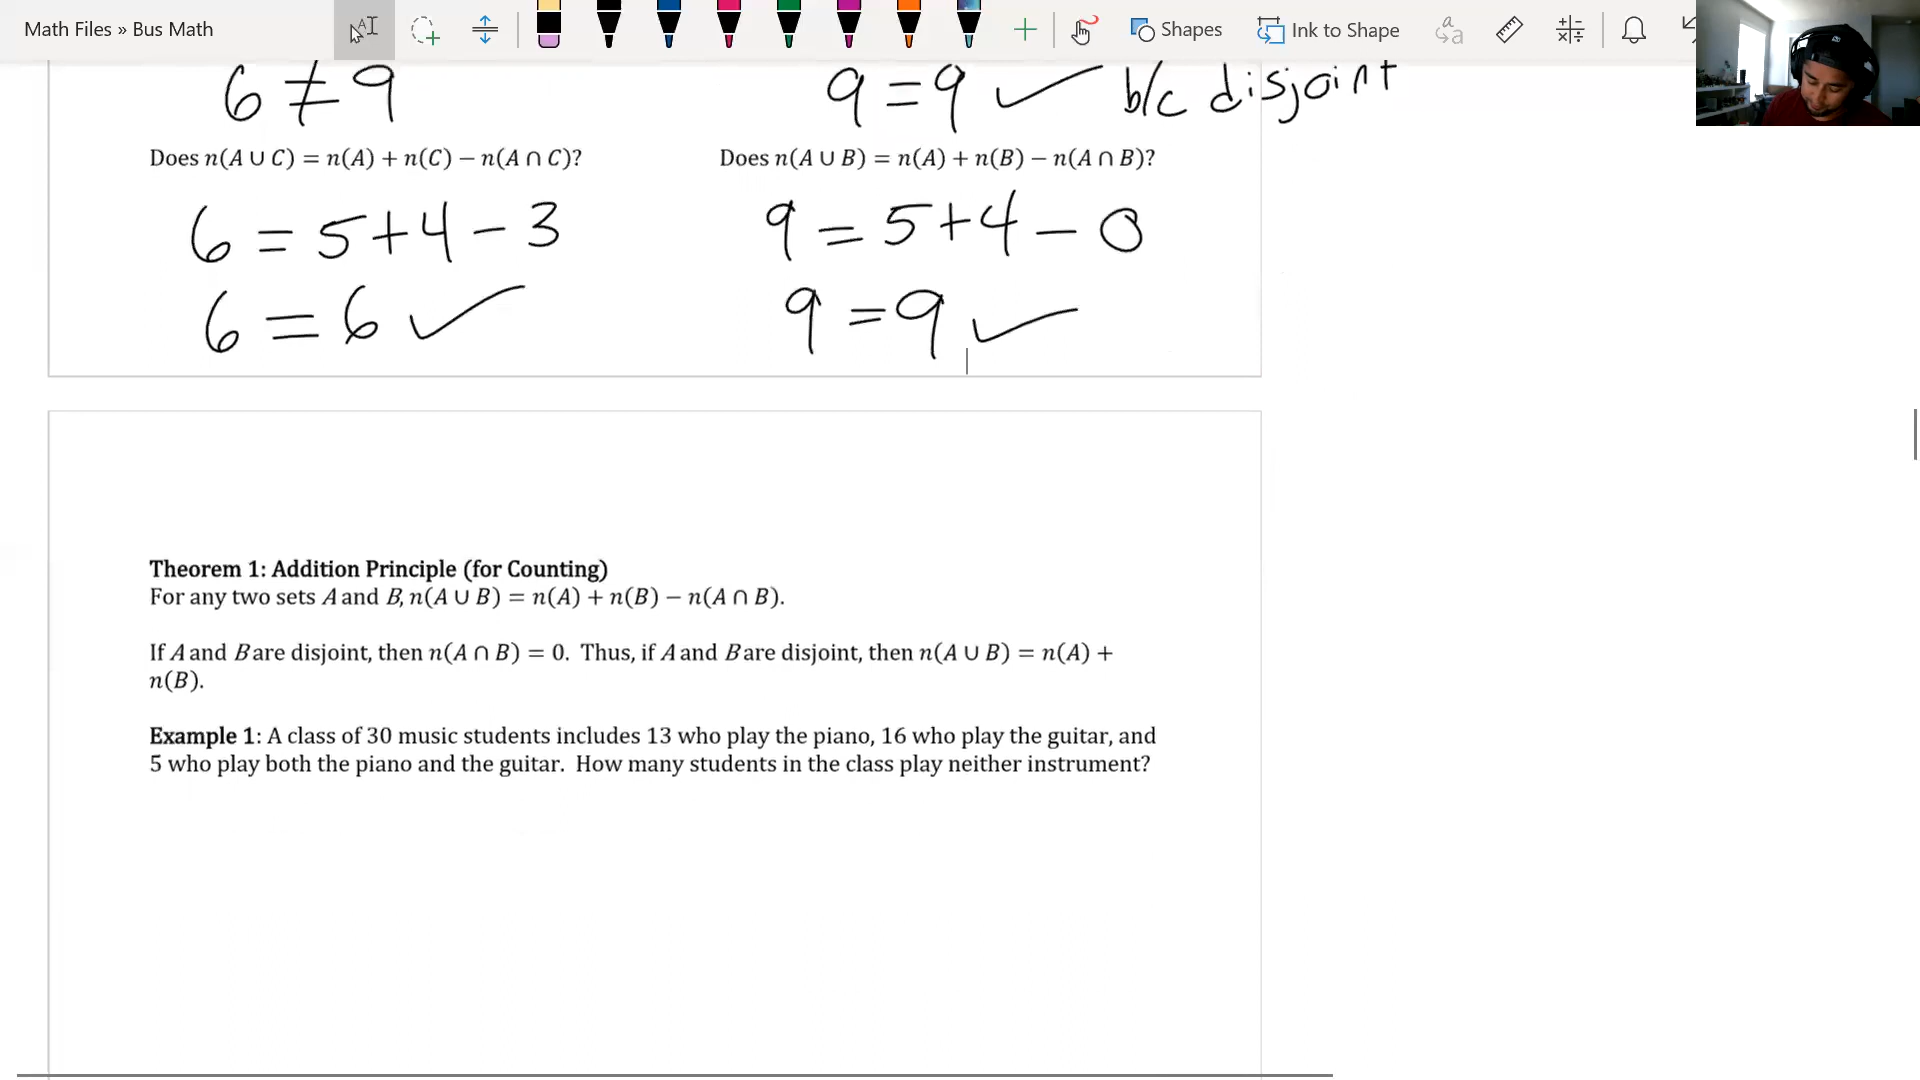 Math Files » Bus Math
Shapes
Ink to Shape
6 ≠ 9
9 = 9 ✓ b/c disjoint
Does n(A ∪ C) = n(A) + n(C) − n(A ∩ C)?
Does n(A ∪ B) = n(A) + n(B) − n(A ∩ B)?
6 = 5 + 4 − 3
9 = 5 + 4 − 0
6 = 6 ✓
9 = 9 ✓
Theorem 1: Addition Principle (for Counting)
For any two sets A and B, n(A ∪ B) = n(A) + n(B) − n(A ∩ B).
If A and B are disjoint, then n(A ∩ B) = 0. Thus, if A and B are disjoint, then n(A ∪ B) = n(A) +
n(B).
Example 1: A class of 30 music students includes 13 who play the piano, 16 who play the guitar, and
5 who play both the piano and the guitar. How many students in the class play neither instrument?